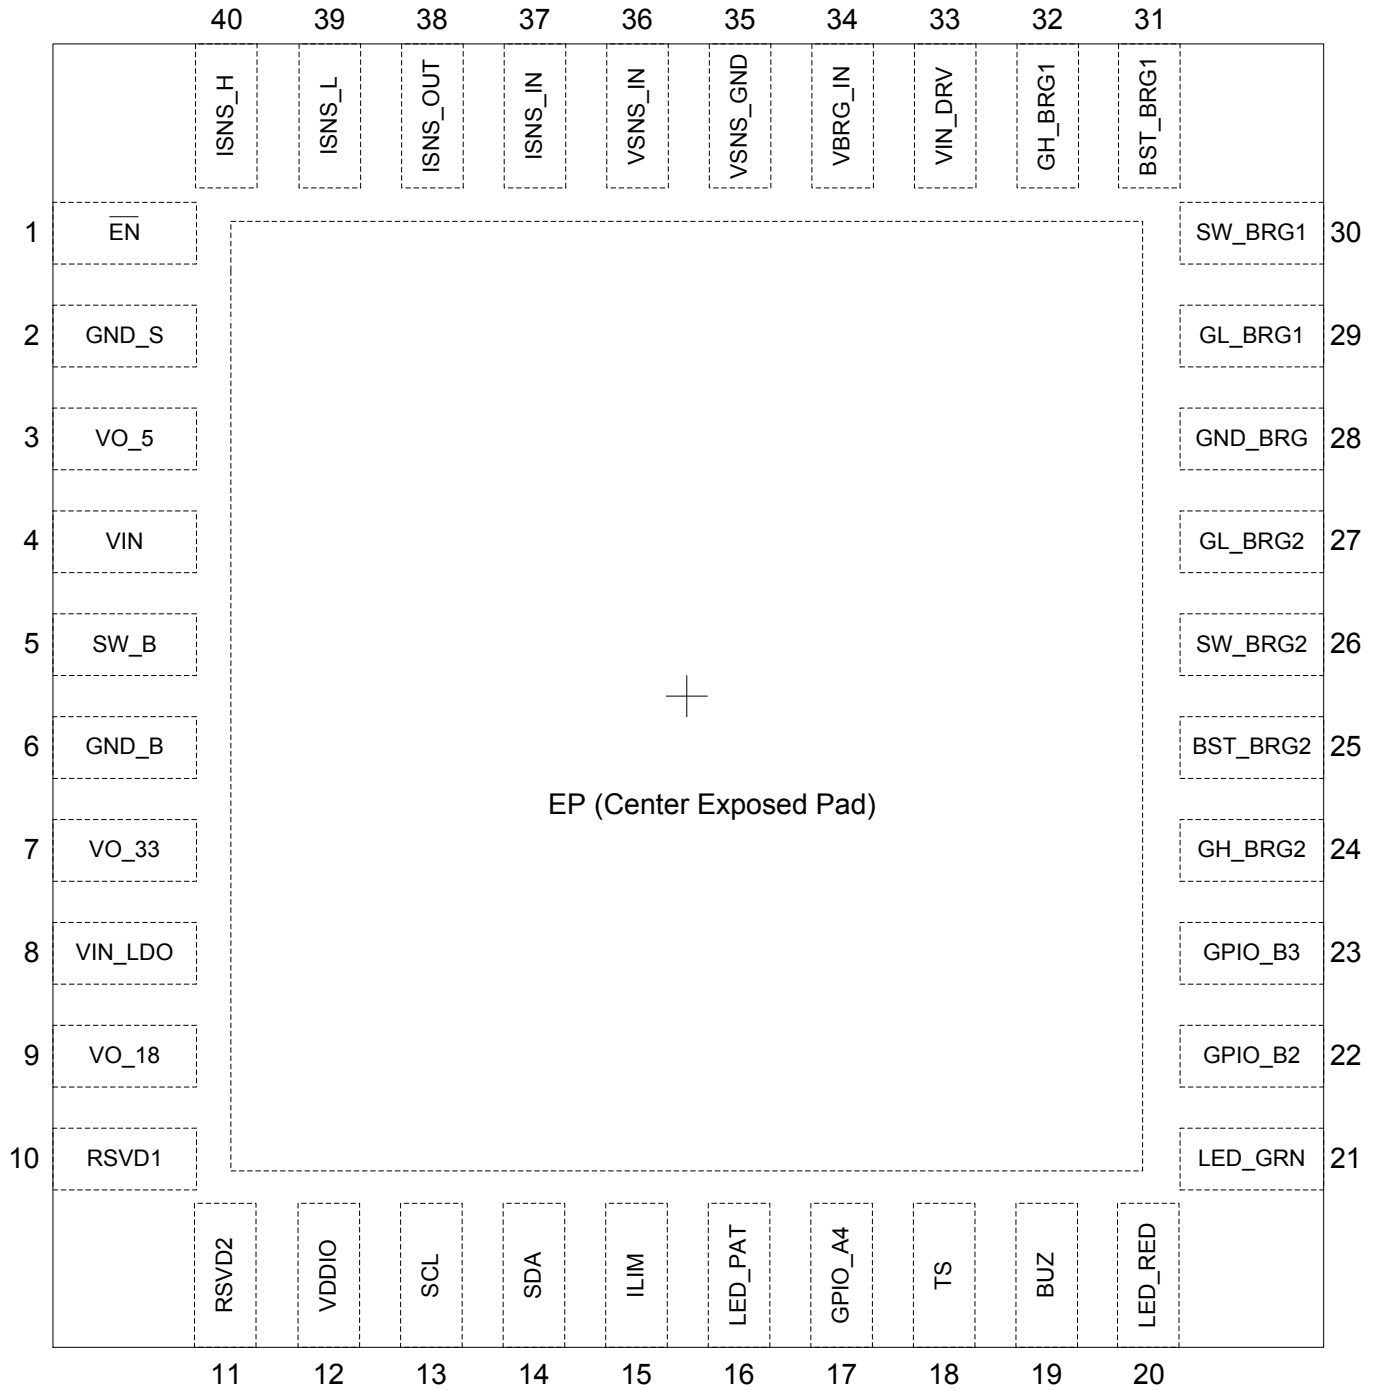 40 39 38 37 36 35 34 33 32 31
ISNS_H
ISNS_L
ISNS_OUT
ISNS_IN
VSNS_IN
VSNS_GND
VBRG_IN
VIN_DRV
GH_BRG1
BST_BRG1
1 EN SW_BRG1 30
2 GND_S GL_BRG1 29
3 VO_5 GND_BRG 28
4 VIN GL_BRG2 27
5 SW_B SW_BRG2 26
6 GND_B BST_BRG2 25
EP (Center Exposed Pad)
7 VO_33 GH_BRG2 24
8 VIN_LDO GPIO_B3 23
9 VO_18 GPIO_B2 22
10 RSVD1 LED_GRN 21
RSVD2
VDDIO
SCL
SDA
ILIM
LED_PAT
GPIO_A4
TS
BUZ
LED_RED
11 12 13 14 15 16 17 18 19 20